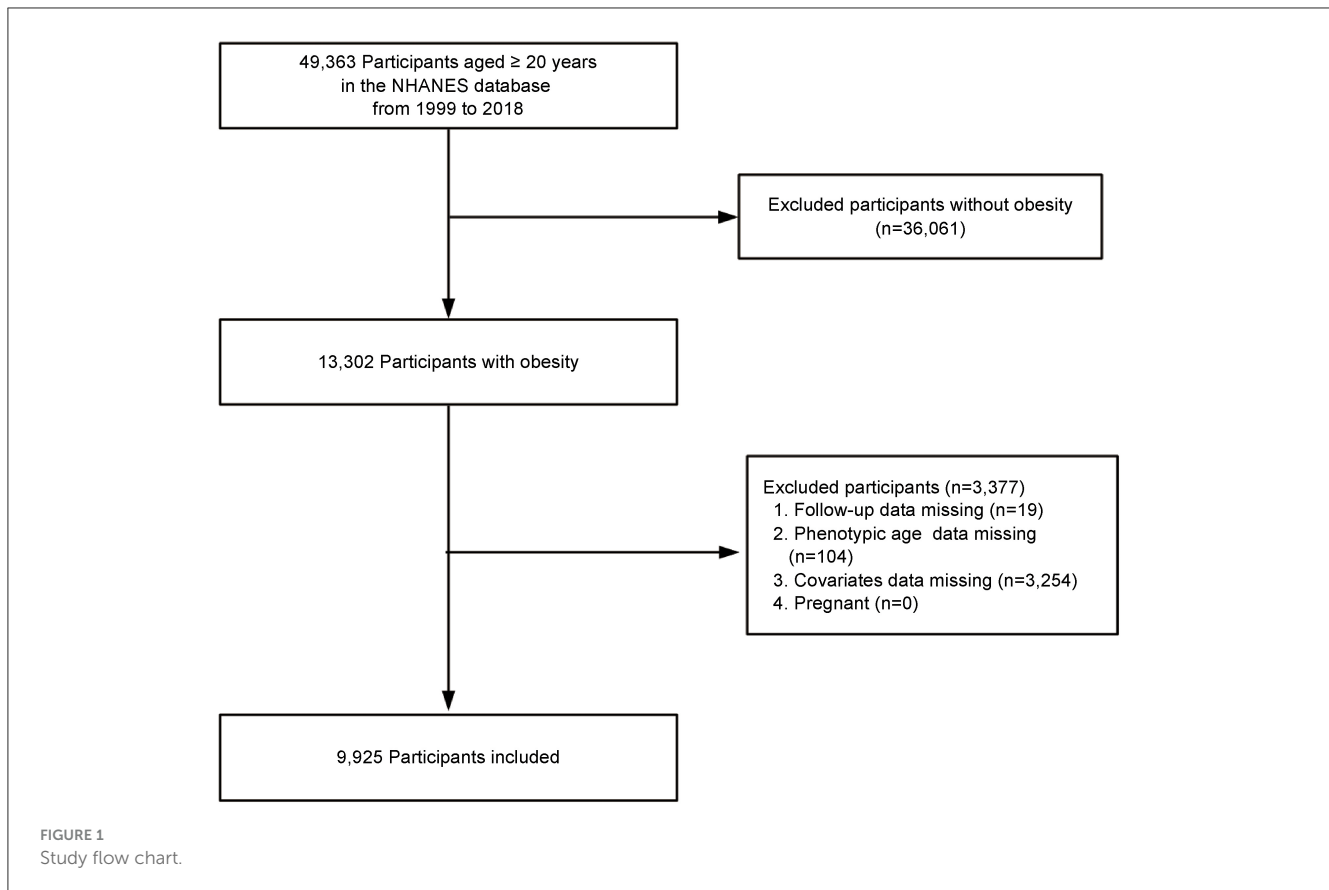 49,363 Participants aged ≥ 20 years
in the NHANES database
from 1999 to 2018
Excluded participants without obesity
(n=36,061)
13,302 Participants with obesity
Excluded participants (n=3,377)
1. Follow-up data missing (n=19)
2. Phenotypic age data missing
(n=104)
3. Covariates data missing (n=3,254)
4. Pregnant (n=0)
9,925 Participants included
FIGURE 1
Study flow chart.